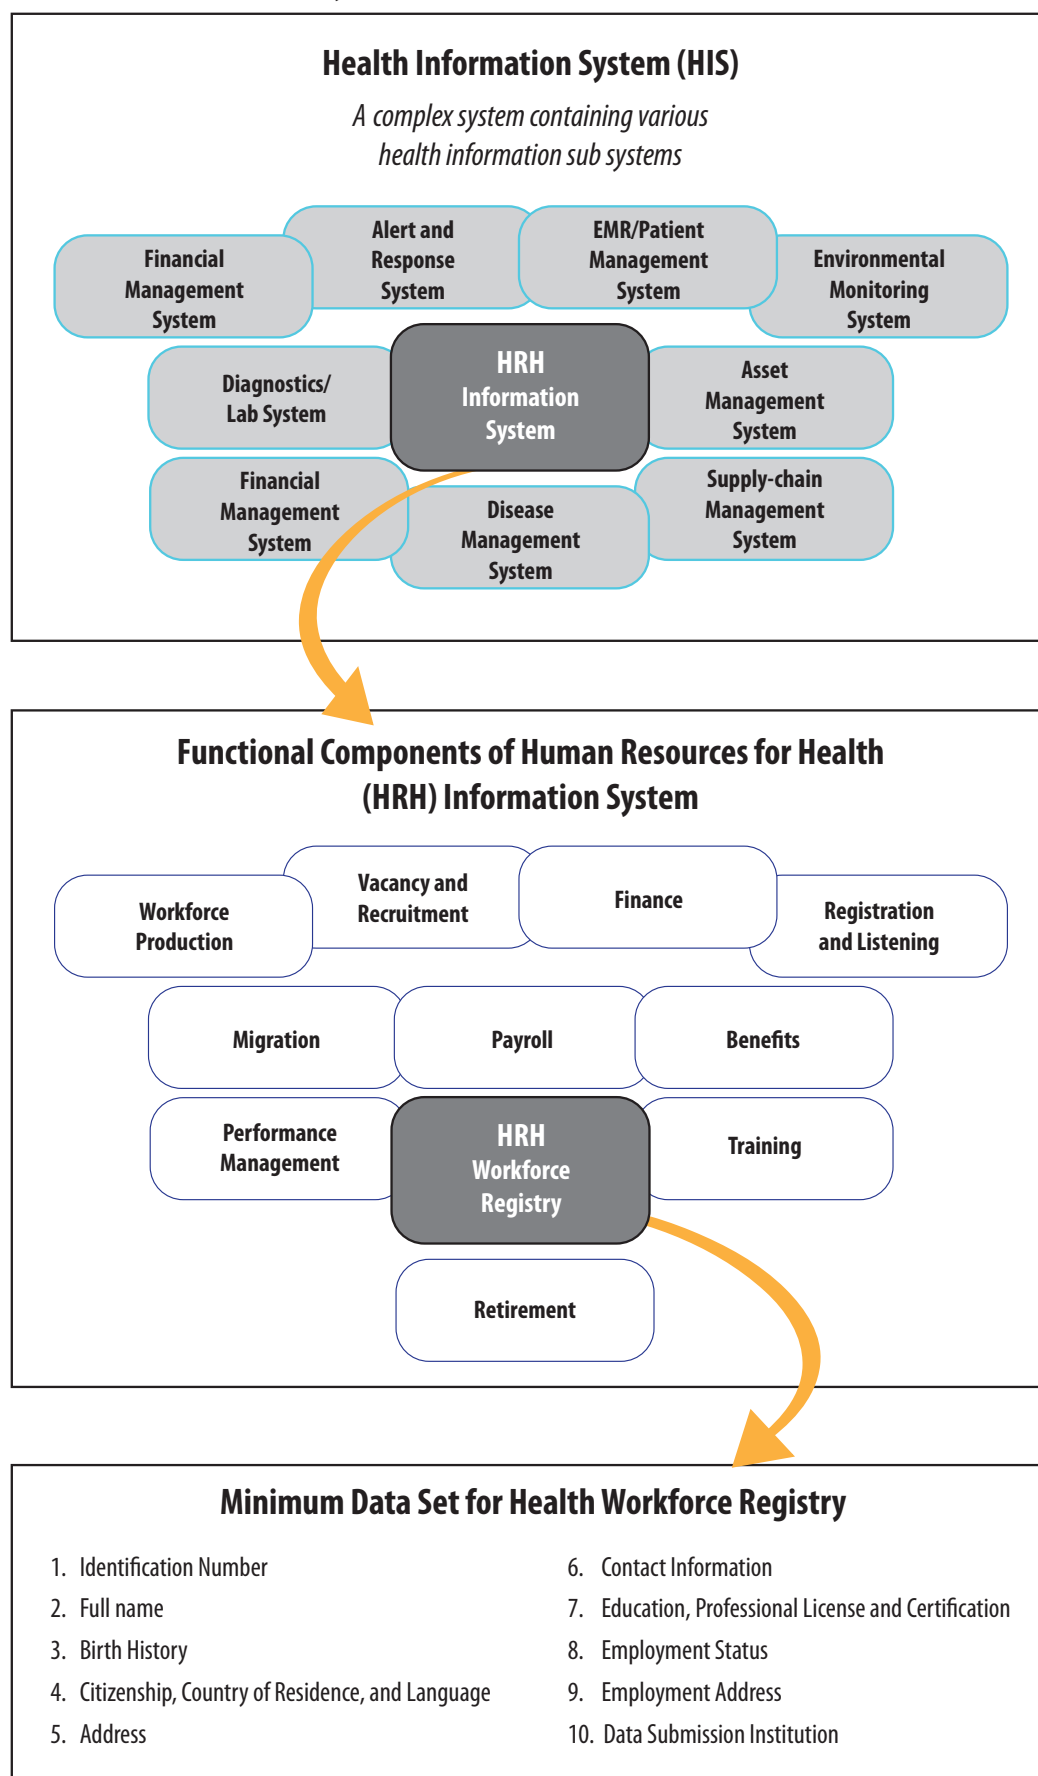 Health Information System (HIS)
A complex system containing various
health information sub systems
Financial
Management
System
Alert and
Response
System
EMR/Patient
Management
System
Environmental
Monitoring
System
Diagnostics/
Lab System
HRH
Information
System
Asset
Management
System
Financial
Management
System
Disease
Management
System
Supply-chain
Management
System
Functional Components of Human Resources for Health
(HRH) Information System
Workforce
Production
Vacancy and
Recruitment
Finance
Registration
and Listening
Migration
Payroll
Benefits
Performance
Management
HRH
Workforce
Registry
Training
Retirement
Minimum Data Set for Health Workforce Registry
1. Identification Number
2. Full name
3. Birth History
4. Citizenship, Country of Residence, and Language
5. Address
6. Contact Information
7. Education, Professional License and Certification
8. Employment Status
9. Employment Address
10. Data Submission Institution